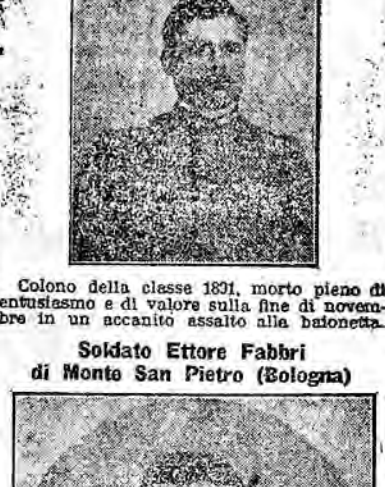 Colono della classe 1891, morto pieno di
entusiasmo e di valore sulla fine di novem-
bre in un accanito assalto alla baionetta.
Soldato Ettore Fabbri
di Monte San Pietro (Bologna)